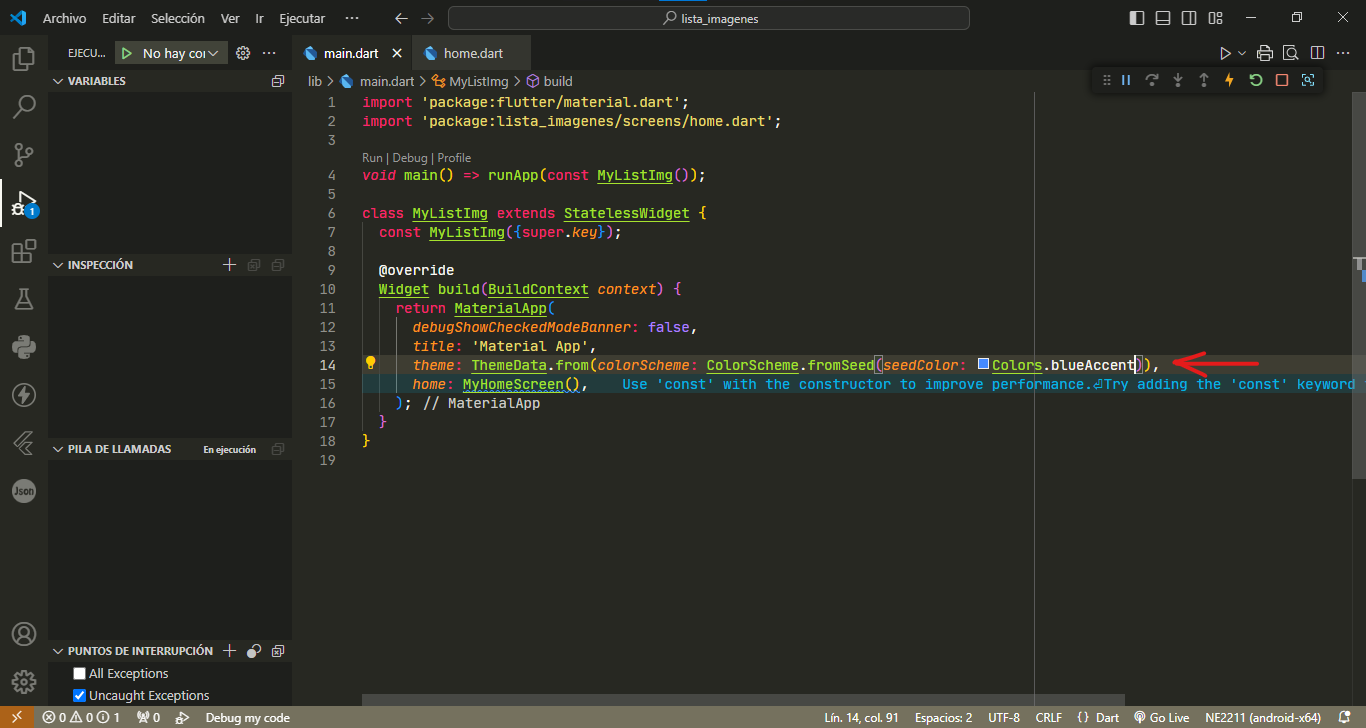 Archivo Editar Selección Ver Ir Ejecutar ··· lista_imagenes
EJECU... No hay cor ···
main.dart home.dart
VARIABLES
lib > main.dart > MyListImg > build
1 import 'package:flutter/material.dart';
2 import 'package:lista_imagenes/screens/home.dart';
3
Run | Debug | Profile
4 void main() => runApp(const MyListImg());
5
6 class MyListImg extends StatelessWidget {
7 const MyListImg({super.key});
8
9 @override
10 Widget build(BuildContext context) {
11 return MaterialApp(
12 debugShowCheckedModeBanner: false,
13 title: 'Material App',
14 theme: ThemeData.from(colorScheme: ColorScheme.fromSeed(seedColor: Colors.blueAccent)),
15 home: MyHomeScreen(), Use 'const' with the constructor to improve performance.⏎Try adding the 'const' keyword
16 ); // MaterialApp
17 }
18 }
19
INSPECCIÓN
PILA DE LLAMADAS En ejecución
PUNTOS DE INTERRUPCIÓN
All Exceptions
Uncaught Exceptions
1
Json
T
0 0 1 0 Debug my code Lín. 14, col. 91 Espacios: 2 UTF-8 CRLF {} Dart Go Live NE2211 (android-x64)